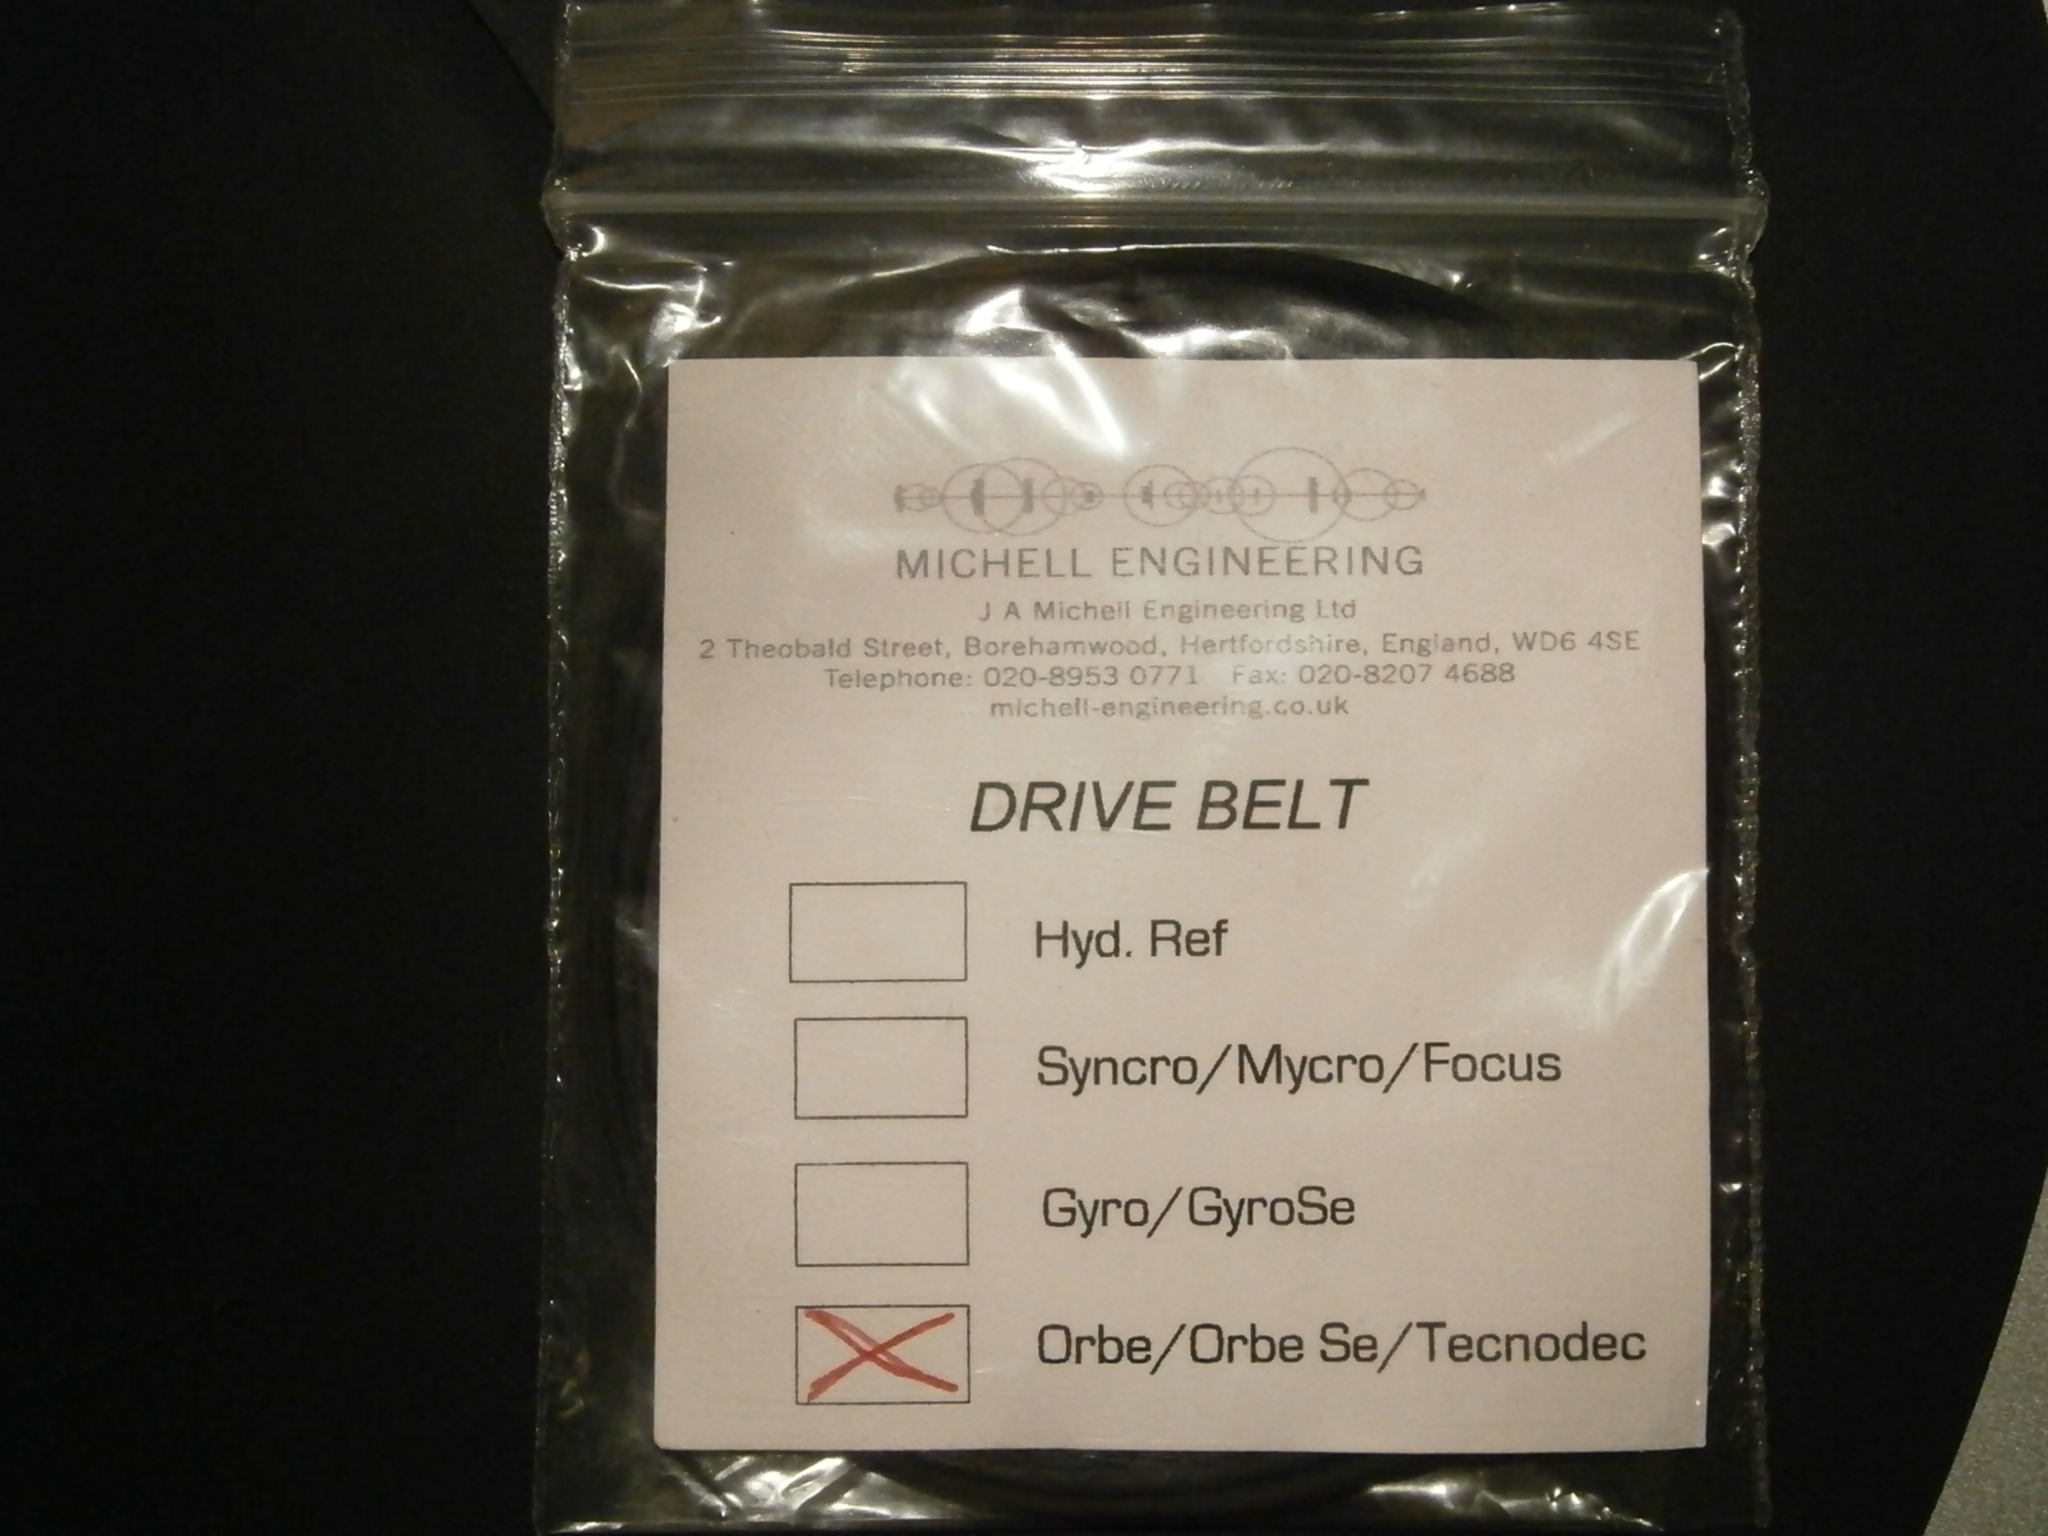 MICHELL ENGINEERING
J A Michell Engineering Ltd
2 Theobald Street, Borehamwood, Hertfordshire, England, WD6 4SE
Telephone: 020-8953 0771 Fax: 020-8207 4688
michell-engineering.co.uk
DRIVE BELT
Hyd. Ref
Syncro/Mycro/Focus
Gyro/GyroSe
Orbe/Orbe Se/Tecnodec